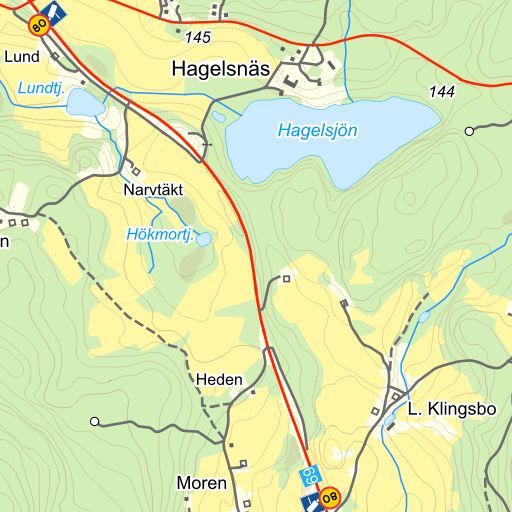 80
Lund
145
Hagelsnäs
Lundtj.
144
Hagelsjön
Narvtäkt
n
Hökmortj.
Heden
L. Klingsbo
69
Moren
80